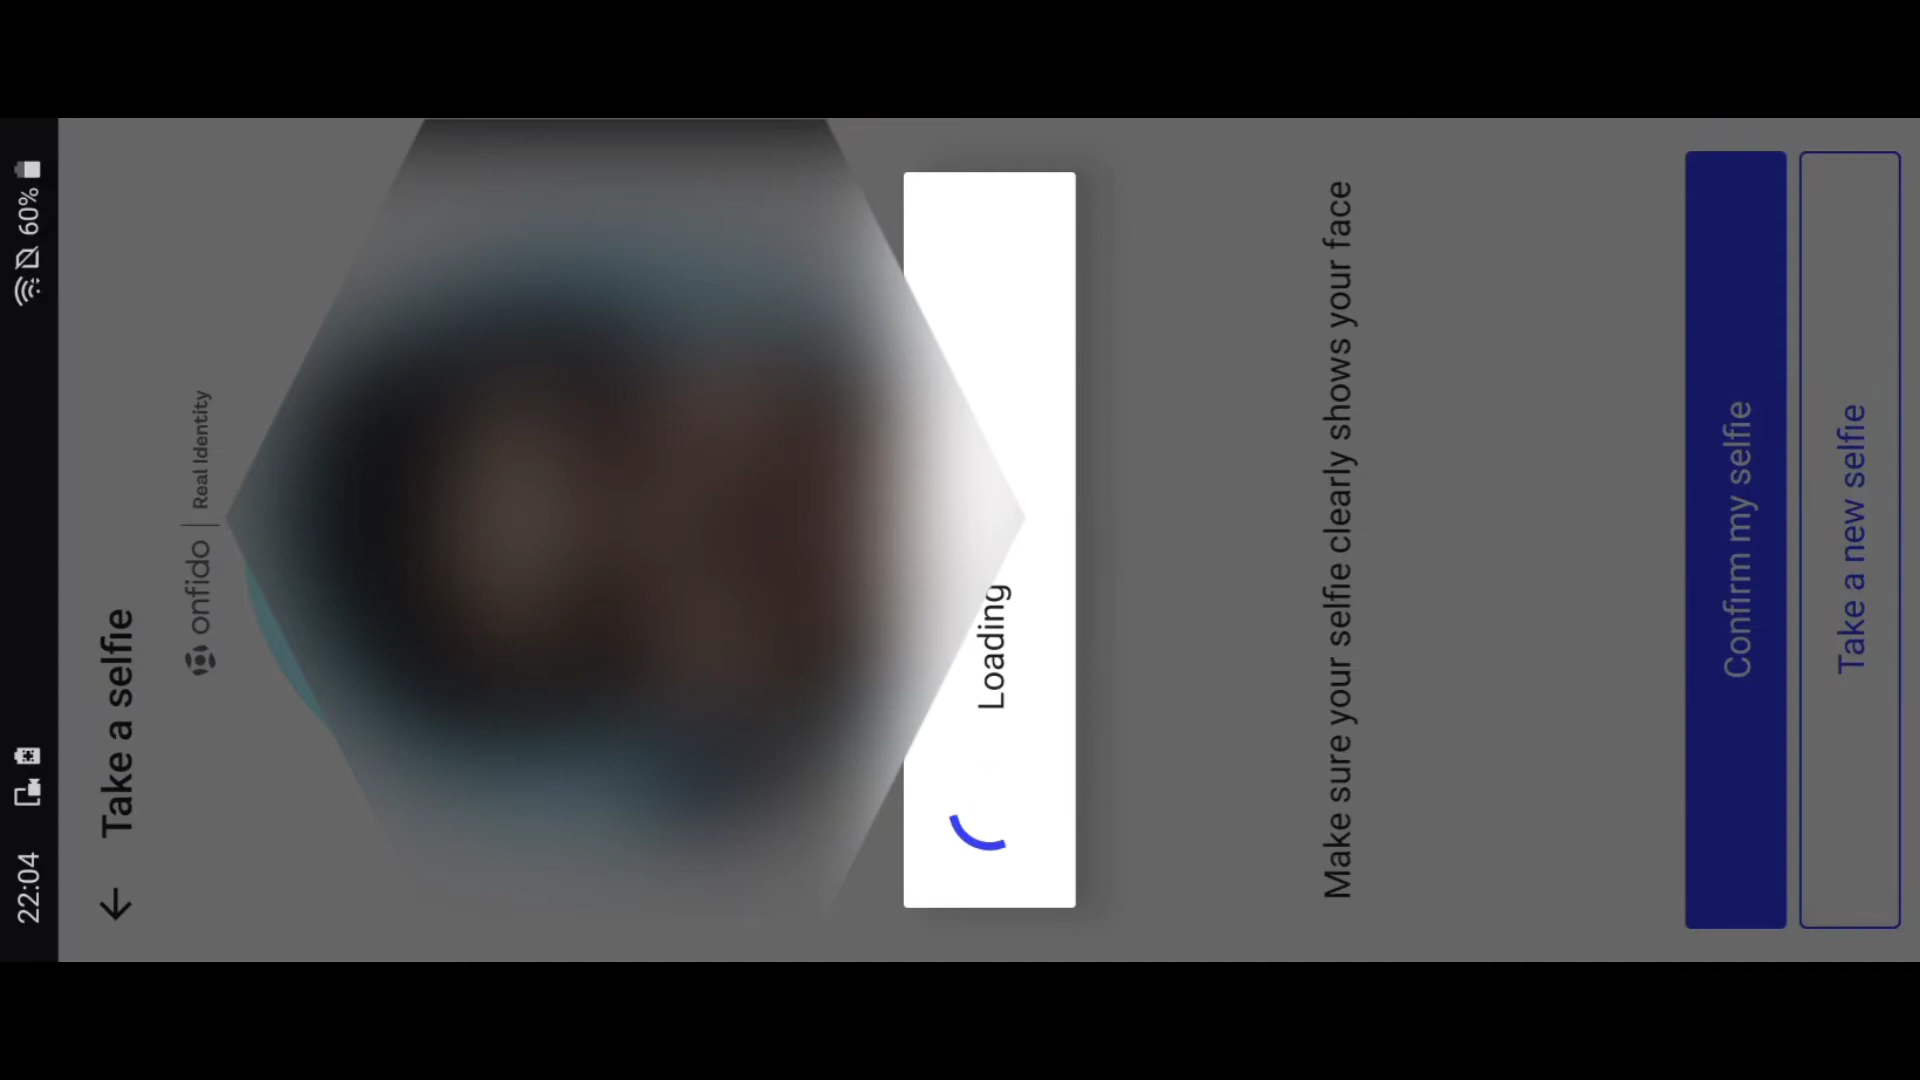 22:04 60%
Take a selfie
onfido | Real Identity
Loading
Make sure your selfie clearly shows your face
Confirm my selfie
Take a new selfie